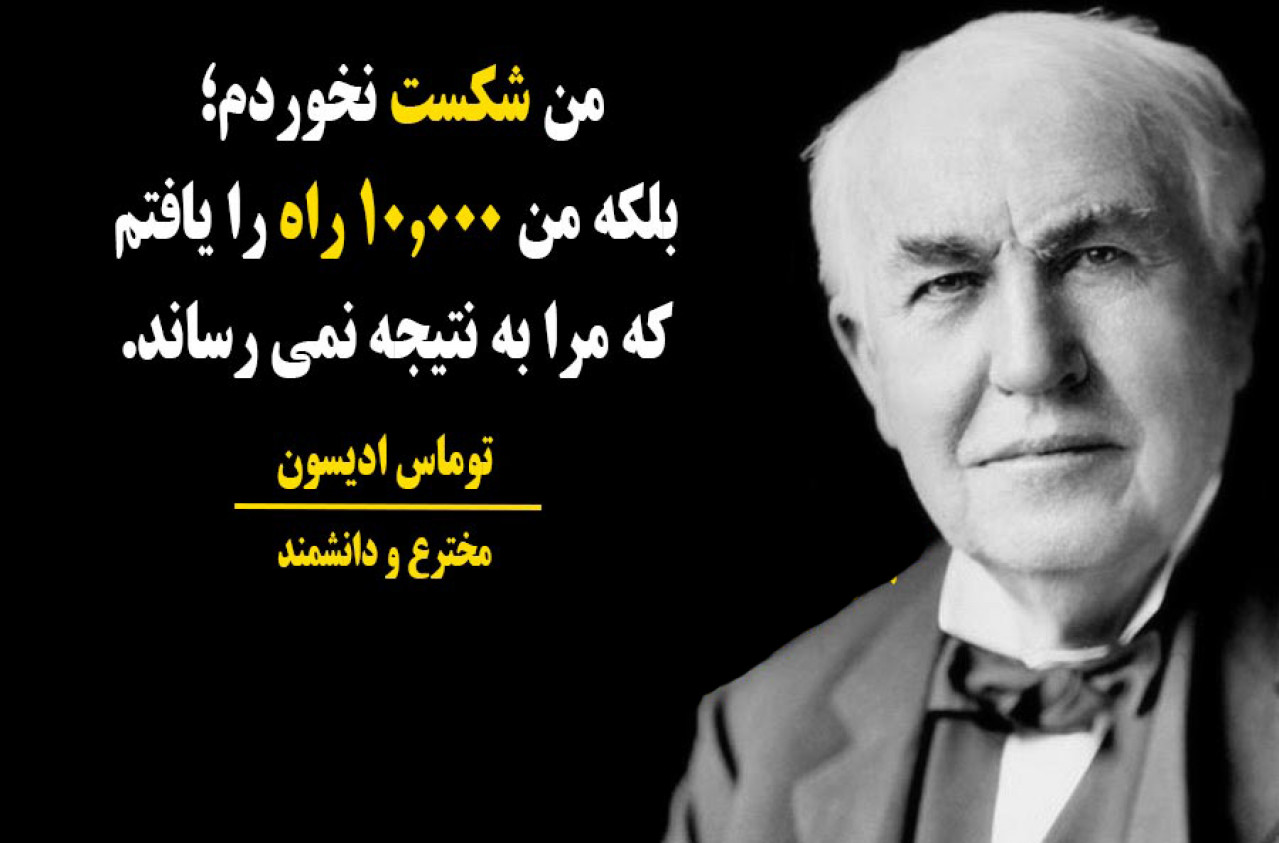 من شکست نخوردم؛
بلکه من ۱۰,۰۰۰ راه را یافتم
که مرا به نتیجه نمی رساند.
توماس ادیسون
مخترع و دانشمند